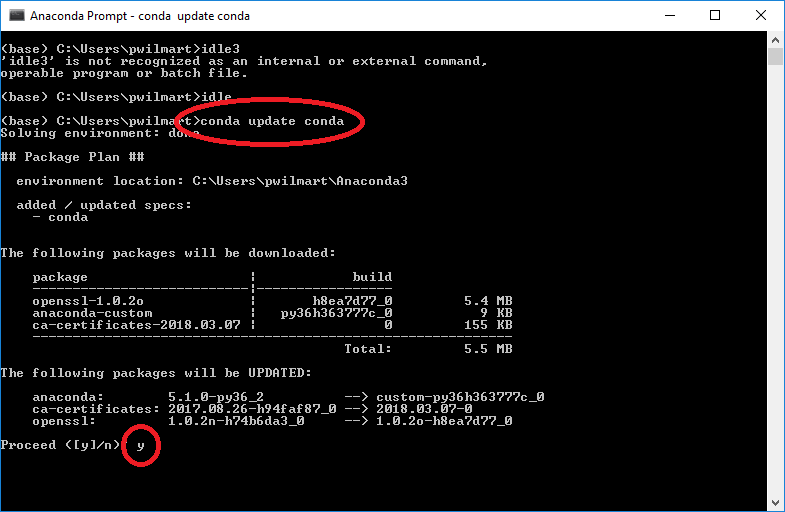 Anaconda Prompt - conda  update conda
(base) C:\Users\pwilmart>idle3
'idle3' is not recognized as an internal or external command,
operable program or batch file.
(base) C:\Users\pwilmart>idle
(base) C:\Users\pwilmart>conda update conda
Solving environment: done
## Package Plan ##
environment location: C:\Users\pwilmart\Anaconda3
added / updated specs:
- conda
The following packages will be downloaded:
package                    |            build
---------------------------|-----------------
openssl-1.0.2o             |       h8ea7d77_0         5.4 MB
anaconda-custom            |   py36h363777c_0           9 KB
ca-certificates-2018.03.07 |                0         155 KB
------------------------------------------------------------
Total:         5.5 MB
The following packages will be UPDATED:
anaconda:        5.1.0-py36_2          --> custom-py36h363777c_0
ca-certificates: 2017.08.26-h94faf87_0 --> 2018.03.07-0
openssl:         1.0.2n-h74b6da3_0     --> 1.0.2o-h8ea7d77_0
Proceed ([y]/n)? y